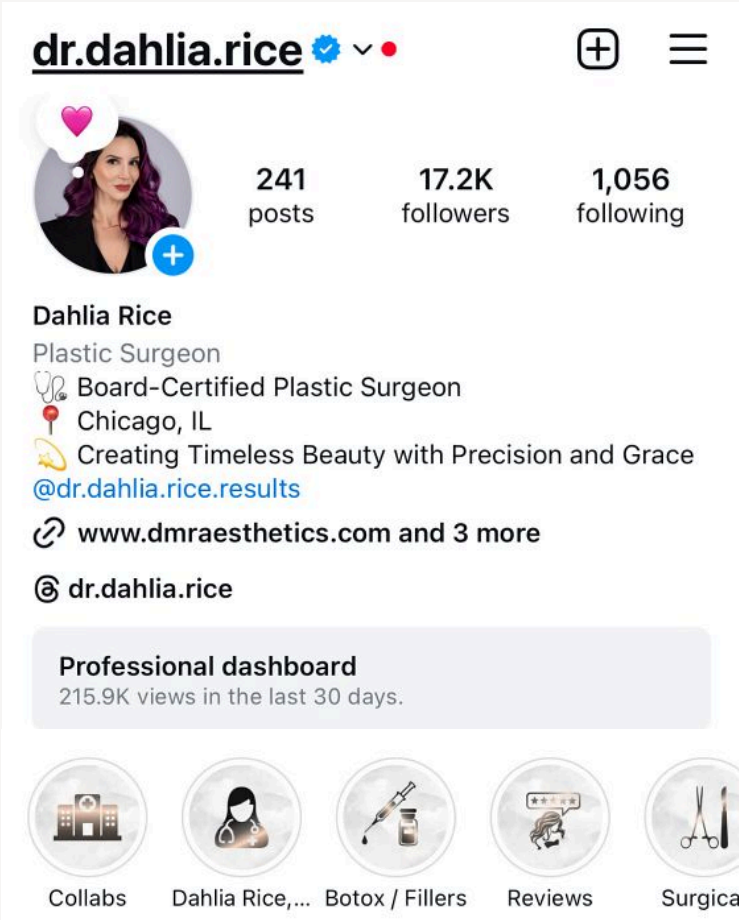 dr.dahlia.rice
241
posts
17.2K
followers
1,056
following
Dahlia Rice
Plastic Surgeon
Board-Certified Plastic Surgeon
Chicago, IL
Creating Timeless Beauty with Precision and Grace
@dr.dahlia.rice.results
www.dmraesthetics.com and 3 more
dr.dahlia.rice
Professional dashboard
215.9K views in the last 30 days.
Collabs
Dahlia Rice,...
Botox / Fillers
Reviews
Surgica